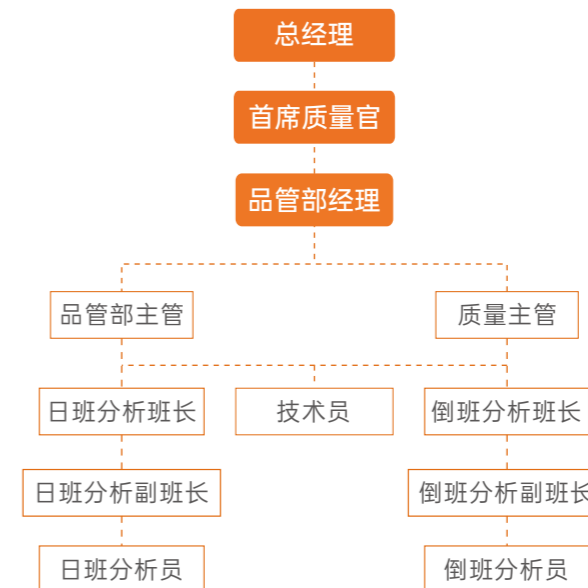 总经理
首席质量官
品管部经理
品管部主管
质量主管
日班分析班长
技术员
倒班分析班长
日班分析副班长
倒班分析副班长
日班分析员
倒班分析员